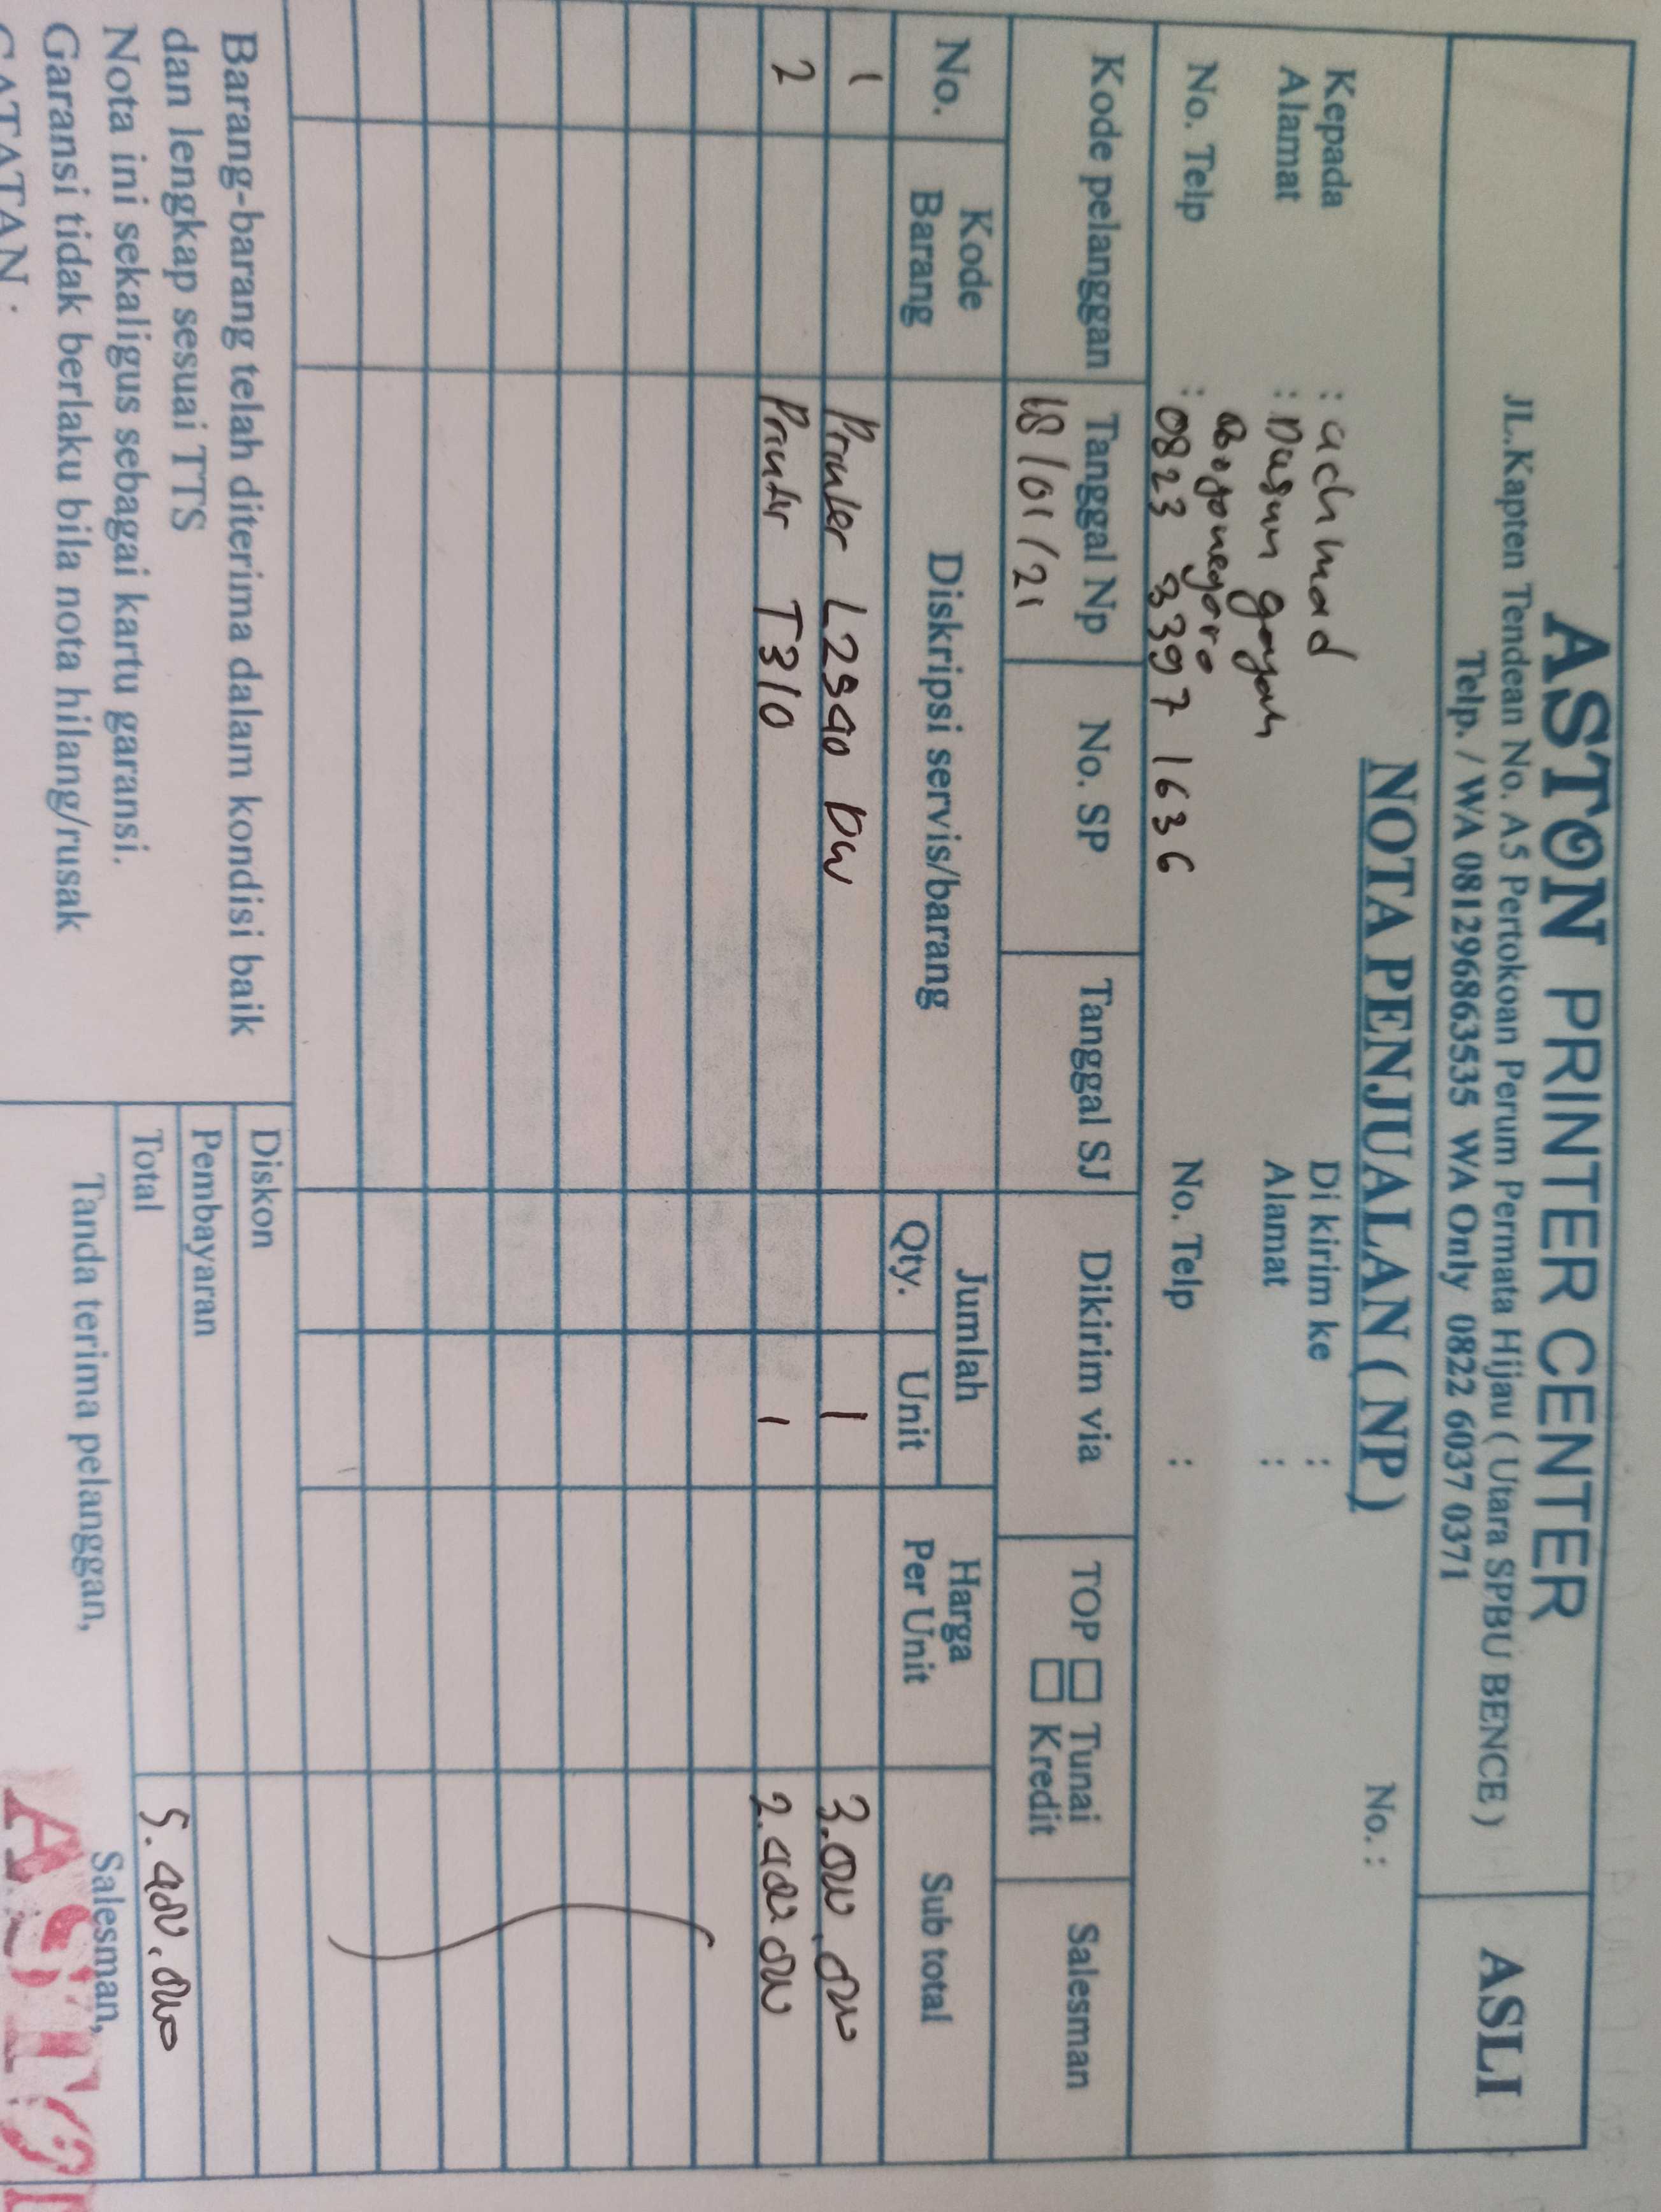 ASTON PRINTER CENTER
JL.Kapten Tendean No. A5 Pertokoan Perum Permata Hijau ( Utara SPBU BENCE )
Telp. / WA 081296863535 WA Only 0822 6037 0371
ASLI
NOTA PENJUALAN ( NP )
No. :
Kepada : achmad
Di kirim ke :
Alamat : Dusun gayam
Alamat :
Bojonegoro
No. Telp : 0823 3397 1636
No. Telp :
Kode pelanggan Tanggal Np No. SP Tanggal SJ Dikirim via TOP Tunai Kredit Salesman
18/01/21
No. Kode Barang Diskripsi servis/barang Jumlah Qty. Unit Harga Per Unit Sub total
1 Printer L2540 DW 1 3.000.000
2 Printer T310 1 2.400.000
Barang-barang telah diterima dalam kondisi baik
dan lengkap sesuai TTS
Nota ini sekaligus sebagai kartu garansi.
Garansi tidak berlaku bila nota hilang/rusak
CATATAN :
Diskon
Pembayaran
Total 5.400.000
Tanda terima pelanggan,
Salesman,